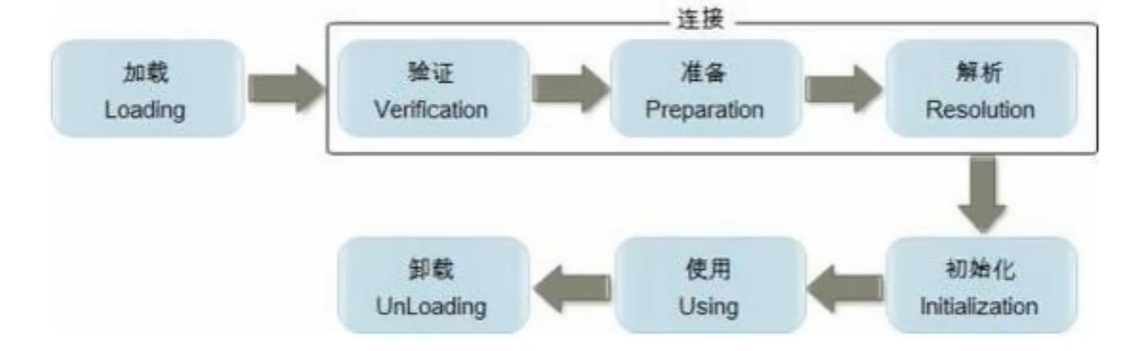 连接
加载
Loading
验证
Verification
准备
Preparation
解析
Resolution
卸载
UnLoading
使用
Using
初始化
Initialization